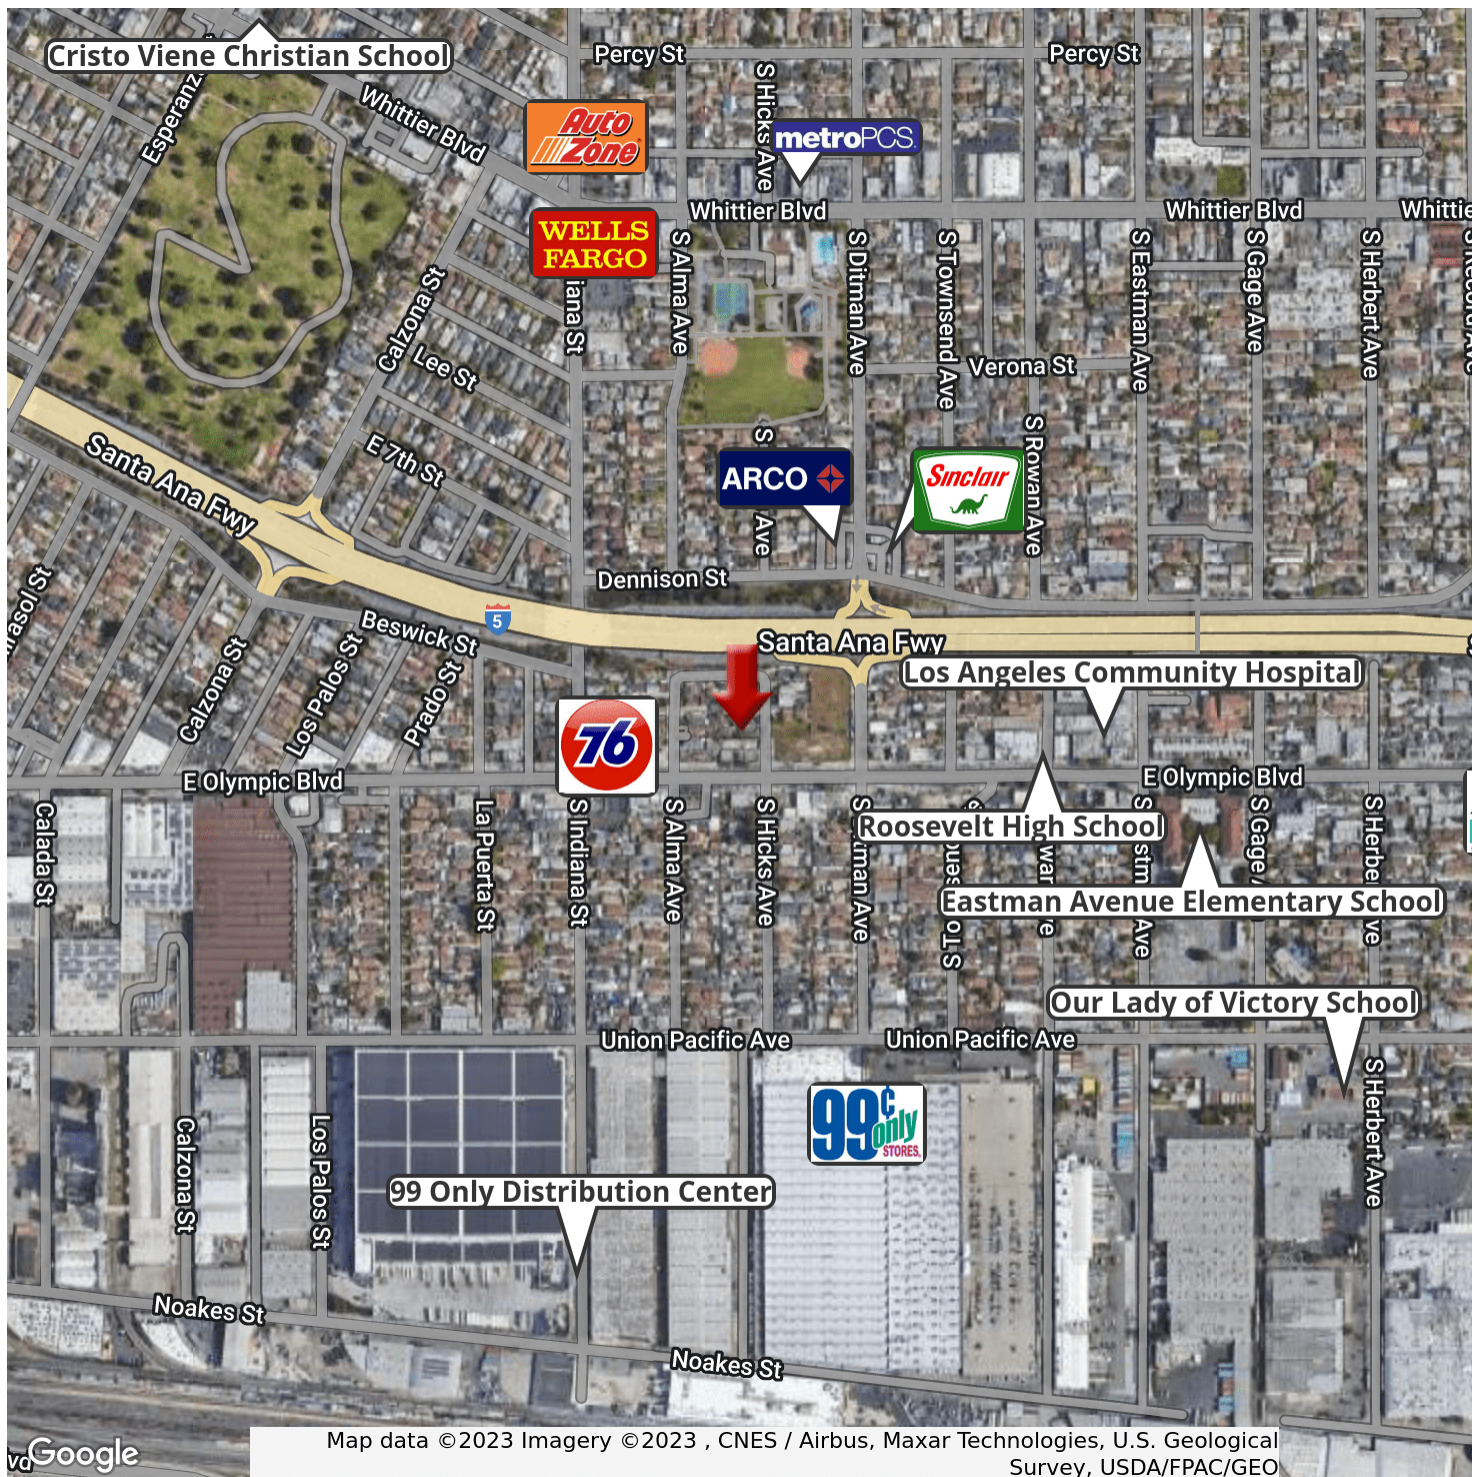 Cristo Viene Christian School
Percy St
Percy St
S Hicks Ave
Whittier Blvd
Auto
Zone
metroPCS.
Whittier Blvd
Whittier Blvd
WELLS
FARGO
S Alma Ave
S Ditman Ave
S Townsend Ave
S Eastman Ave
S Gage Ave
S Herbert Ave
Calzona St
Lee St
Verona St
E 7th St
S Rowan Ave
Santa Ana Fwy
ARCO
Sinclair
Ave
Dennison St
5
Beswick St
Santa Ana Fwy
Los Angeles Community Hospital
Calzona St
Los Palos St
Prado St
76
E Olympic Blvd
E Olympic Blvd
Calada St
La Puerta St
S Indiana St
S Alma Ave
S Hicks Ave
Roosevelt High School
Eastman Avenue Elementary School
Our Lady of Victory School
Union Pacific Ave
Union Pacific Ave
S Herbert Ave
99¢
only
STORES.
Calzona St
Los Palos St
99 Only Distribution Center
Noakes St
Noakes St
Google
Map data ©2023 Imagery ©2023 , CNES / Airbus, Maxar Technologies, U.S. Geological
Survey, USDA/FPAC/GEO